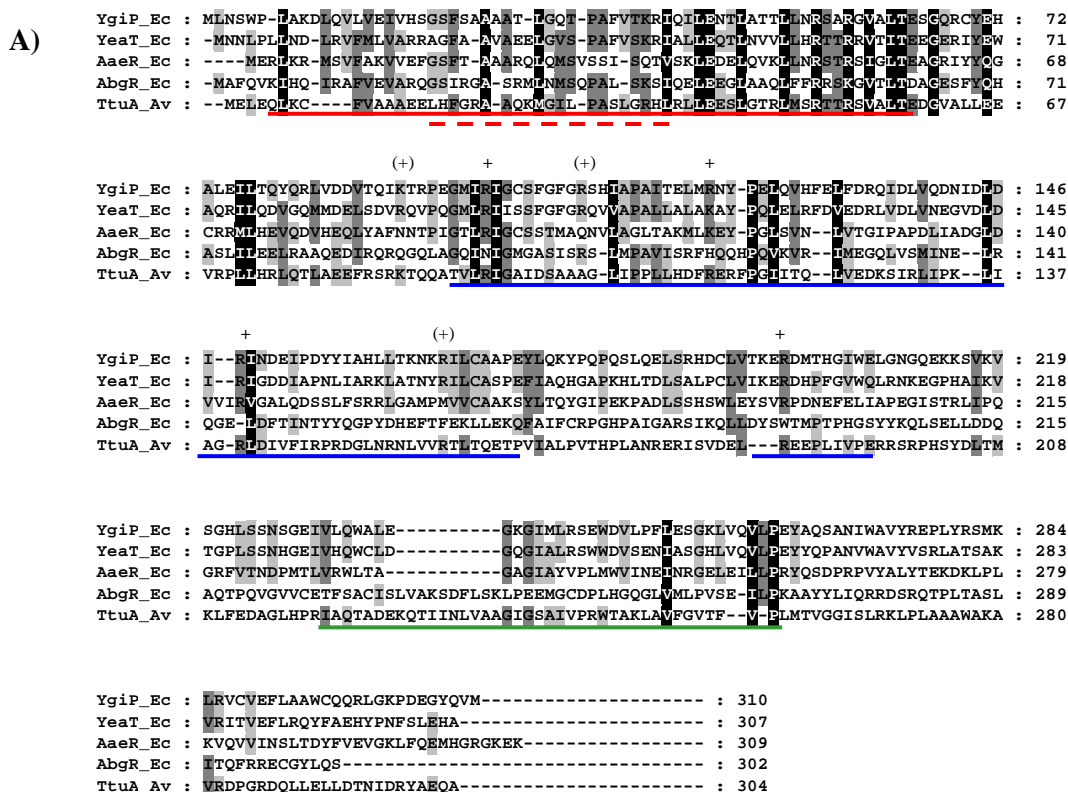 A)
YgiP_Ec : MLNSWP-LAKDLQVLVEIVHSGSFSAAAAT-LGQT-PAFVTKRIQILENTLATTLLNRSARGVALTESGQRCYEH : 72
YeaT_Ec : -MNNLPLLND-LRVFMLVARRAGFA-AVAEELGVS-PAFVSKRIALLEQTLNVVLLHRTTRRVTITEEGERIYEW : 71
AaeR_Ec : ----MERLKR-MSVFAKVVEFGSFT-AAARQLQMSVSSI-SQTVSKLEDELQVKLLNRSTRSIGLTEAGRIYYQG : 68
AbgR_Ec : -MAFQVKIHQ-IRAFVEVARQGSIRGA-SRMLNMSQPAL-SKSIQELEEGLAAQLFFRRSKGVTLTDAGESFYQH : 71
TtuA_Av : --MELEQLKC----FVAAAEELHFGRA-AQKMGIL-PASLGRHLRLLEESLGTRLMSRTTRSVALTEDGVALLEE : 67
(+) + (+) +
YgiP_Ec : ALEILTQYQRLVDDVTQIKTRPEGMIRIGCSFGFGRSHIAPAITELMRNY-PELQVHFELFDRQIDLVQDNIDLD : 146
YeaT_Ec : AQRILQDVGQMMDELSDVRQVPQGMLRIISSFGFGRQVVAPALLALAKAY-PQLELRFDVEDRLVDLVNEGVDLD : 145
AaeR_Ec : CRRMLHEVQDVHEQLYAFNNTPIGTLRIGCSSTMAQNVLAGLTAKMLKEY-PGLSVN--LVTGIPAPDLIADGLD : 140
AbgR_Ec : ASLILEELRAAQEDIRQRQGQLAGQINIGMGASISRS-LMPAVISRFHQQHPQVKVR--IMEGQLVSMINE--LR : 141
TtuA_Av : VRPLLHRLQTLAEEFRSRKTQQATVLRIGAIDSAAAG-LIPPLLHDFRERFPGIITQ--LVEDKSIRLIPK--LI : 137
+ (+) +
YgiP_Ec : I--RINDEIPDYYIAHLLTKNKRILCAAPEYLQKYPQPQSLQELSRHDCLVTKERDMTHGIWELGNGQEKKSVKV : 219
YeaT_Ec : I--RIGDDIAPNLIARKLATNYRILCASPEFIAQHGAPKHLTDLSALPCLVIKERDHPFGVWQLRNKEGPHAIKV : 218
AaeR_Ec : VVIRVGALQDSSLFSRRLGAMPMVVCAAKSYLTQYGIPEKPADLSSHSWLEYSVRPDNEFELIAPEGISTRLIPQ : 215
AbgR_Ec : QGE-LDFTINTYYQGPYDHEFTFEKLLEKQFAIFCRPGHPAIGARSIKQLLDYSWTMPTPHGSYYKQLSELLDDQ : 215
TtuA_Av : AG-RLDIVFIRPRDGLNRNLVVRTLTQETPVIALPVTHPLANRERISVDEL---REEPLIVPERRSRPHSYDLTM : 208
YgiP_Ec : SGHLSSNSGEIVLQWALE----------GKGIMLRSEWDVLPFLESGKLVQVLPEYAQSANIWAVYREPLYRSMK : 284
YeaT_Ec : TGPLSSNHGEIVHQWCLD----------GQGIALRSWWDVSENIASGHLVQVLPEYYQPANVWAVYVSRLATSAK : 283
AaeR_Ec : GRFVTNDPMTLVRWLTA-----------GAGIAYVPLMWVINEINRGELEILLPRYQSDPRPVYALYTEKDKLPL : 279
AbgR_Ec : AQTPQVGVVCETFSACISLVAKSDFLSKLPEEMGCDPLHGQGLVMLPVSE-ILPKAAYYLIQRRDSRQTPLTASL : 289
TtuA_Av : KLFEDAGLHPRIAQTADEKQTIINLVAAGIGSAIVPRWTAKLAVFGVTF--V-PLMTVGGISLRKLPLAAAWAKA : 280
YgiP_Ec : LRVCVEFLAAWCQQRLGKPDEGYQVM--------------------- : 310
YeaT_Ec : VRITVEFLRQYFAEHYPNFSLEHA----------------------- : 307
AaeR_Ec : KVQVVINSLTDYFVEVGKLFQEMHGRGKEK----------------- : 309
AbgR_Ec : ITQFRRECGYLQS---------------------------------- : 302
TtuA_Av : VRDPGRDQLLELLDTNIDRYAEQA----------------------- : 304